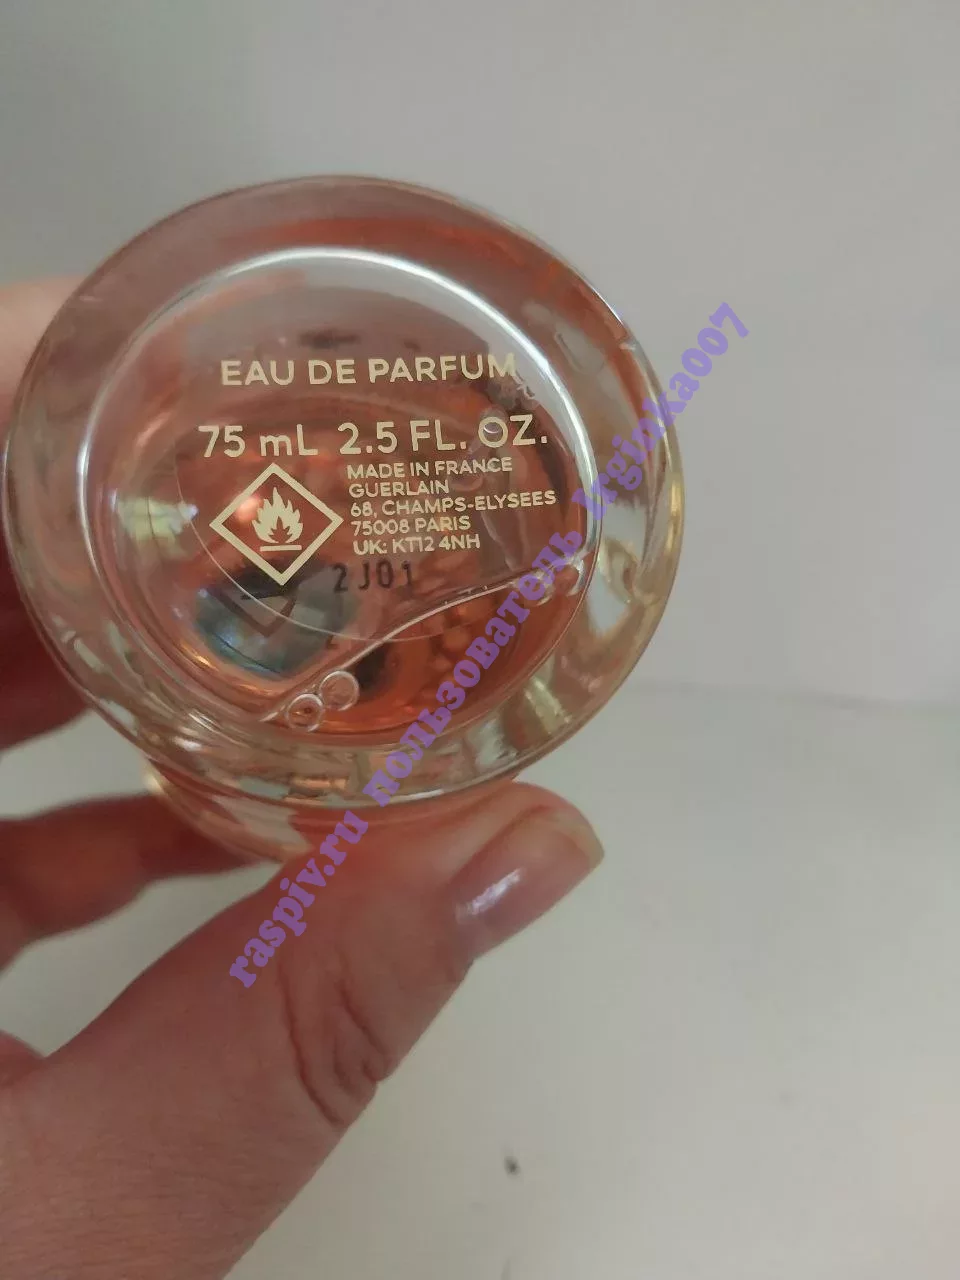 EAU DE PARFUM
75 mL 2.5 FL. OZ.
MADE IN FRANCE
GUERLAIN
68, CHAMPS-ELYSEES
75008 PARIS
UK: KT12 4NH
2J01
raspiv.ru пользователь Irginka007